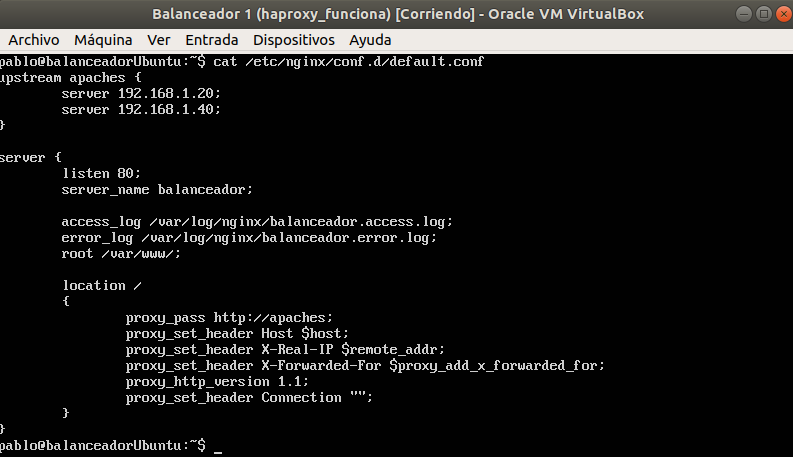 Balanceador 1 (haproxy_funciona) [Corriendo] - Oracle VM VirtualBox
Archivo Máquina Ver Entrada Dispositivos Ayuda
pablo@balanceadorUbuntu:~$ cat /etc/nginx/conf.d/default.conf
upstream apaches {
        server 192.168.1.20;
        server 192.168.1.40;
}

server {
        listen 80;
        server_name balanceador;

        access_log /var/log/nginx/balanceador.access.log;
        error_log /var/log/nginx/balanceador.error.log;
        root /var/www/;

        location /
        {
                proxy_pass http://apaches;
                proxy_set_header Host $host;
                proxy_set_header X-Real-IP $remote_addr;
                proxy_set_header X-Forwarded-For $proxy_add_x_forwarded_for;
                proxy_http_version 1.1;
                proxy_set_header Connection "";
        }
}
pablo@balanceadorUbuntu:~$ _